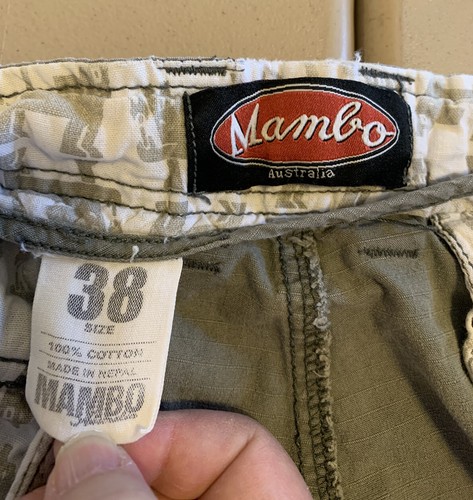 Mambo
Australia
38
SIZE
100% COTTON
MADE IN NEPAL
MAMBO